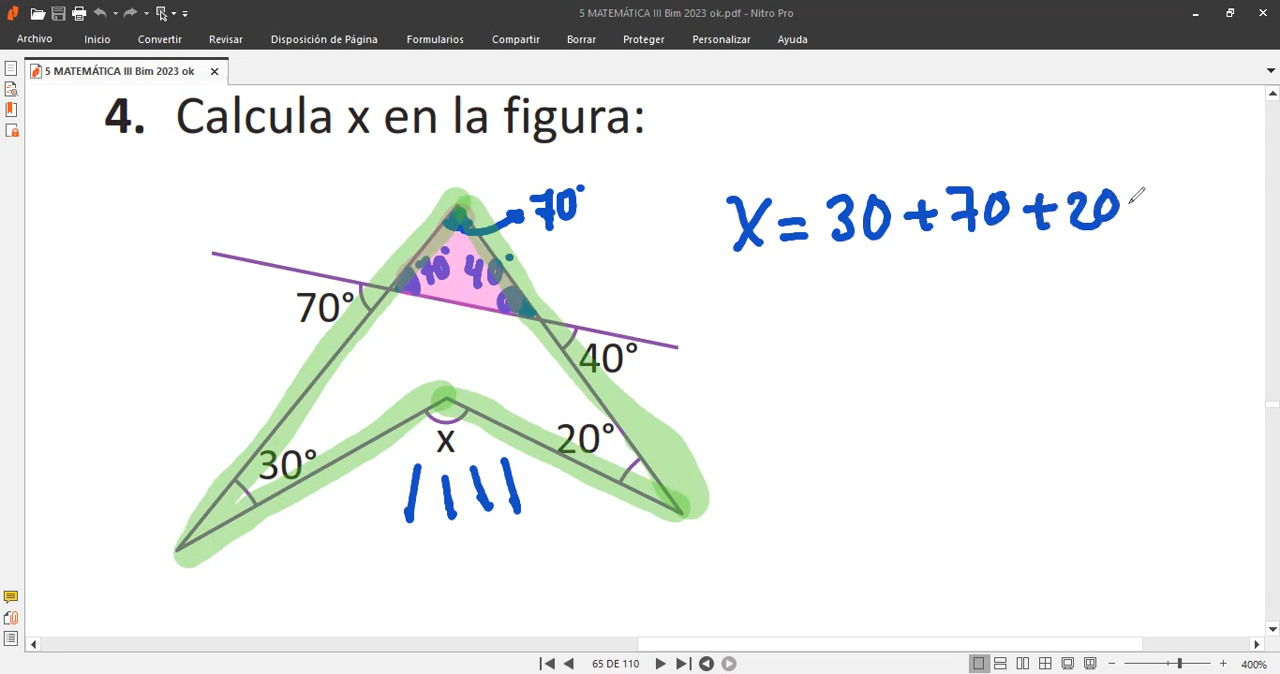 5 MATEMÁTICA III Bim 2023 ok.pdf - Nitro Pro
Archivo Inicio Convertir Revisar Disposición de Página Formularios Compartir Borrar Proteger Personalizar Ayuda
5 MATEMÁTICA III Bim 2023 ok
4. Calcula x en la figura:
70°
X = 30 + 70 + 20
40°
70°
40°
20°
x
30°
65 DE 110
400%